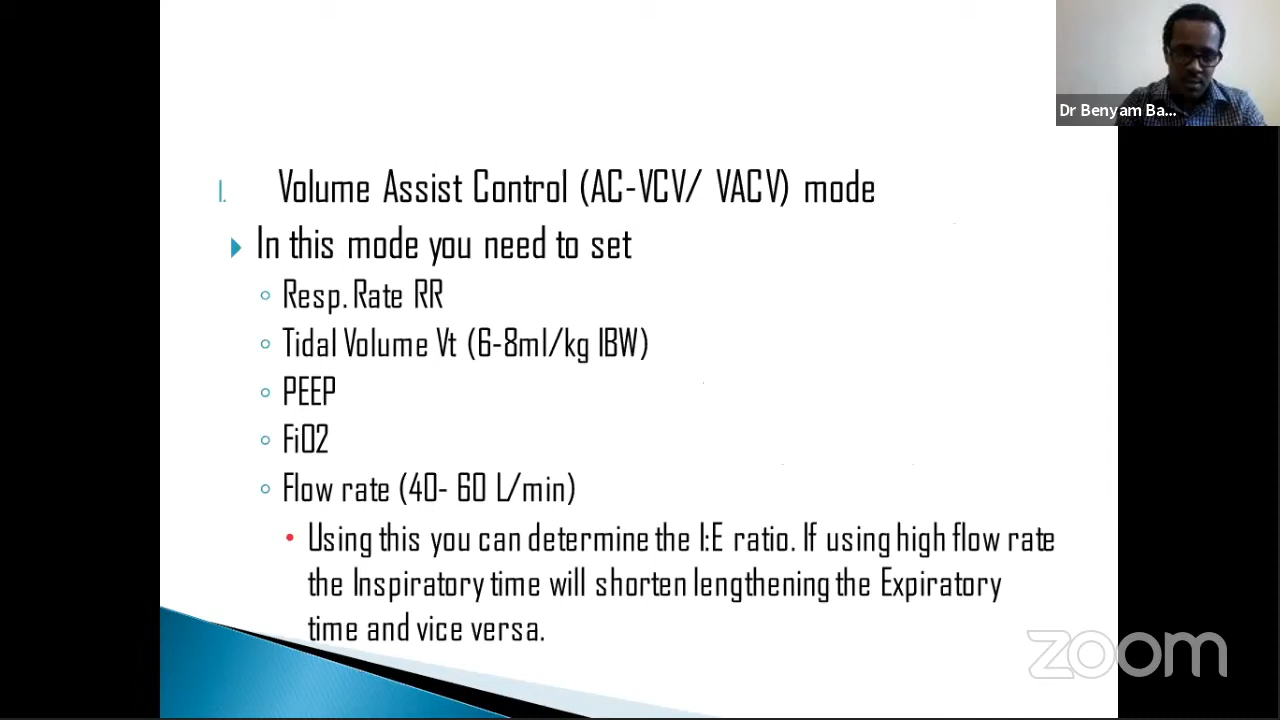 Dr Benyam Ba...
I. Volume Assist Control (AC-VCV/ VACV) mode
In this mode you need to set
Resp. Rate RR
Tidal Volume Vt (6-8ml/kg IBW)
PEEP
FiO2
Flow rate (40- 60 L/min)
Using this you can determine the I:E ratio. If using high flow rate
the Inspiratory time will shorten lengthening the Expiratory
time and vice versa.
zoom